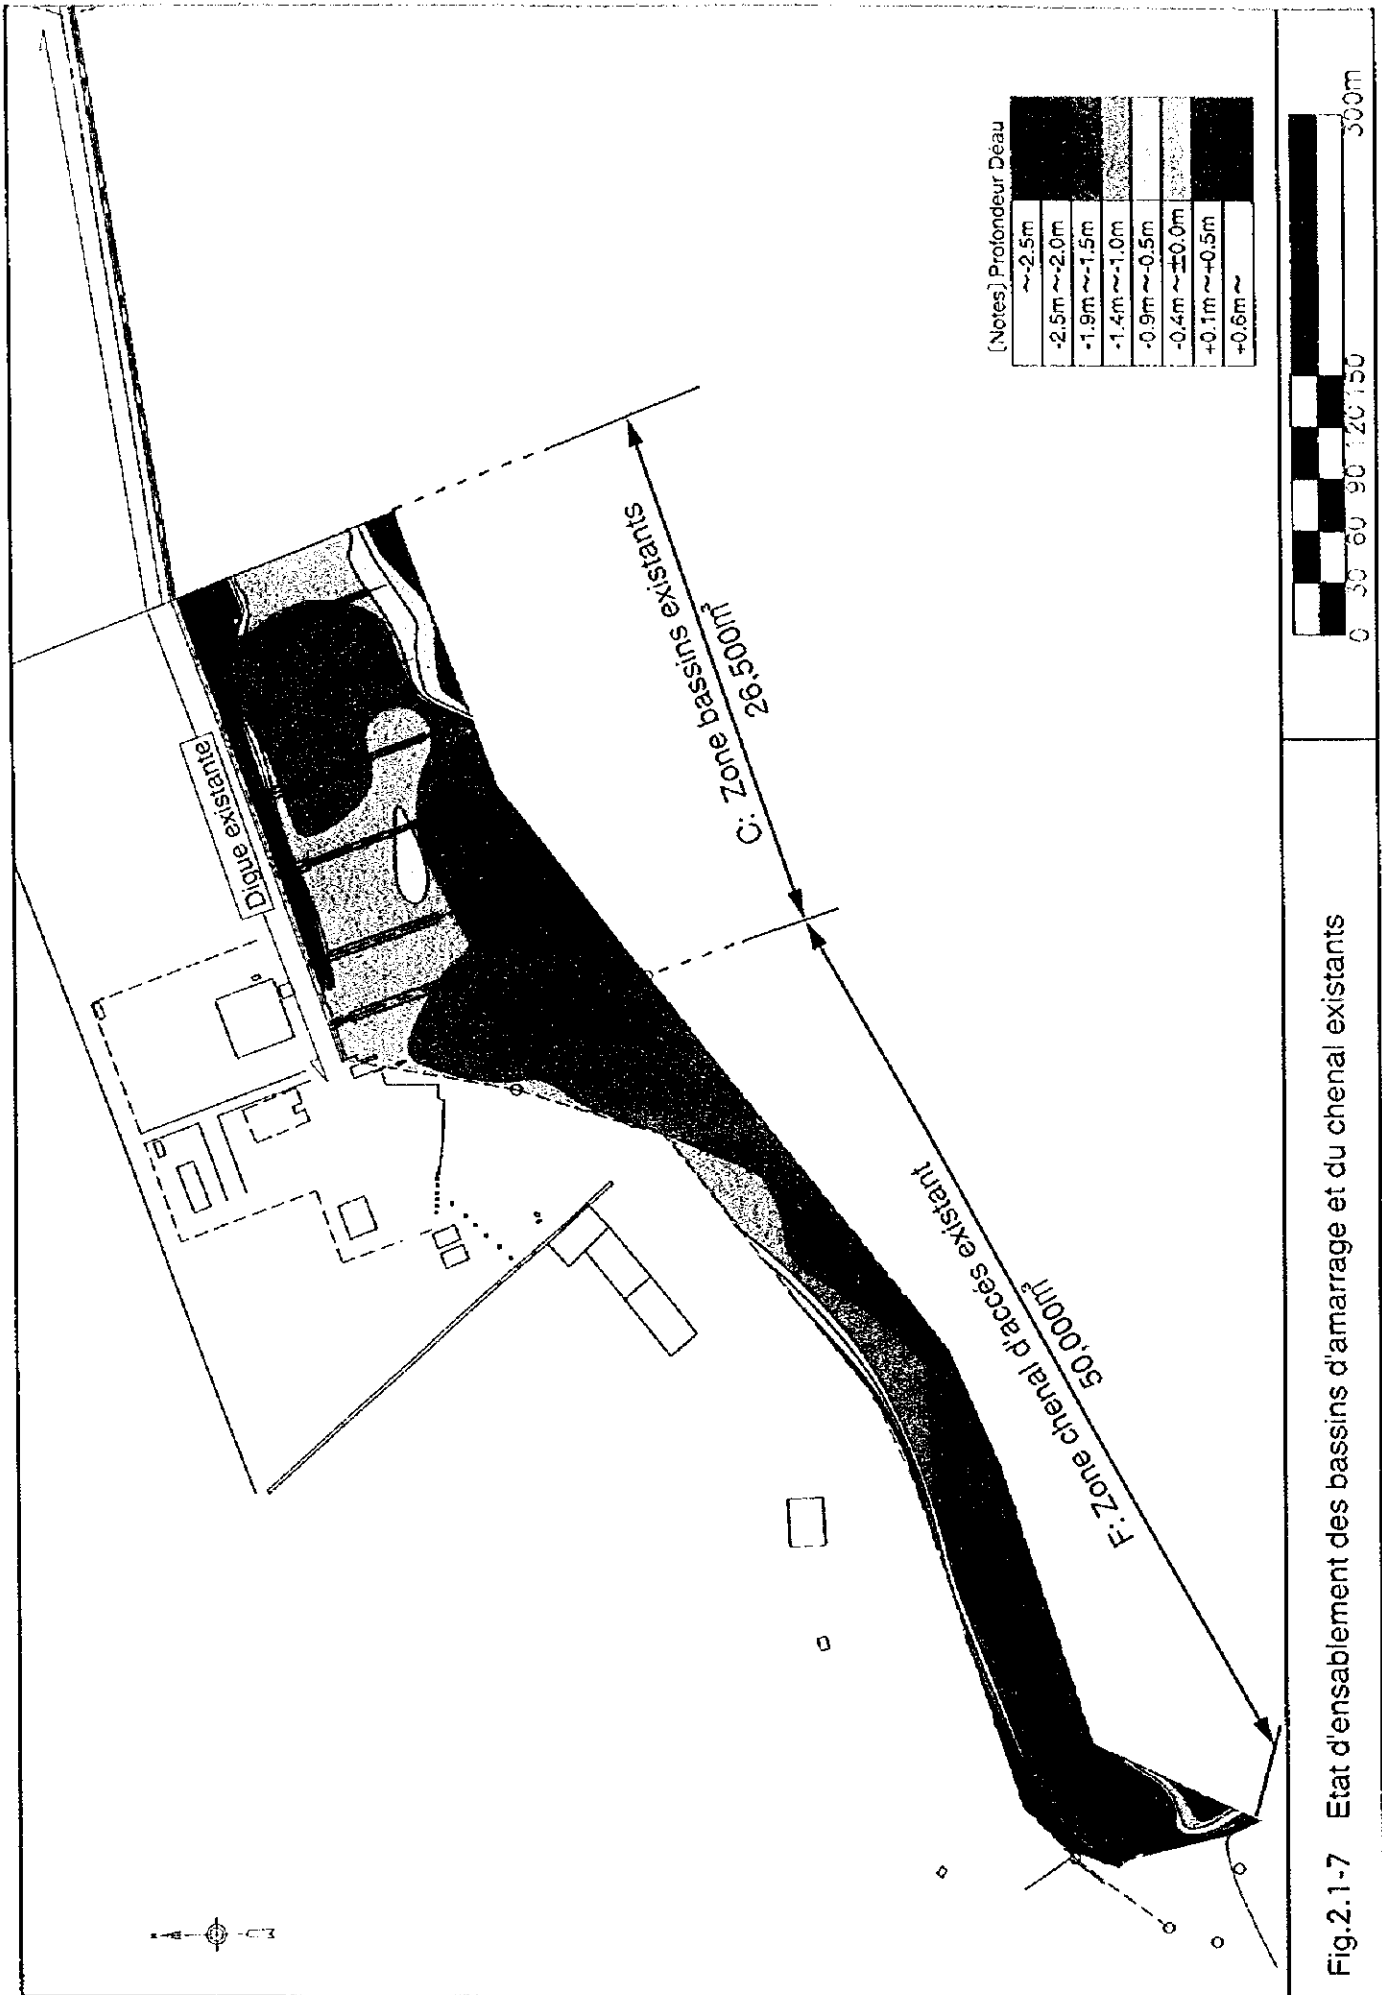 [Notes] Profondeur Déau
~-2.5m
-2.5m~-2.0m
-1.9m~-1.5m
-1.4m~-1.0m
-0.9m~-0.5m
-0.4m~±0.0m
+0.1m~+0.5m
+0.6m~
Digue existante
C: Zone bassins existants
26,500m³
F: Zone chenal d'accés existant
50,000m³
0 30 60 90 120 150 300m
Fig.2.1-7 Etat d'ensablement des bassins d'amarrage et du chenal existants